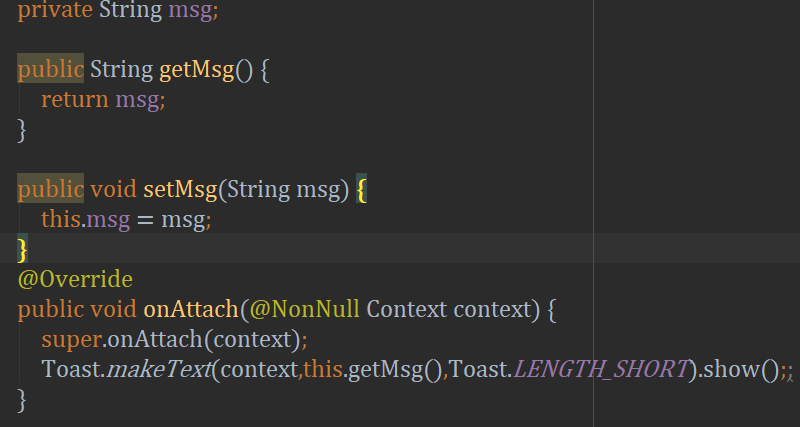 private String msg;
public String getMsg() {
return msg;
}
public void setMsg(String msg) {
this.msg = msg;
}
@Override
public void onAttach(@NonNull Context context) {
super.onAttach(context);
Toast.makeText(context,this.getMsg(),Toast.LENGTH_SHORT).show();;
}